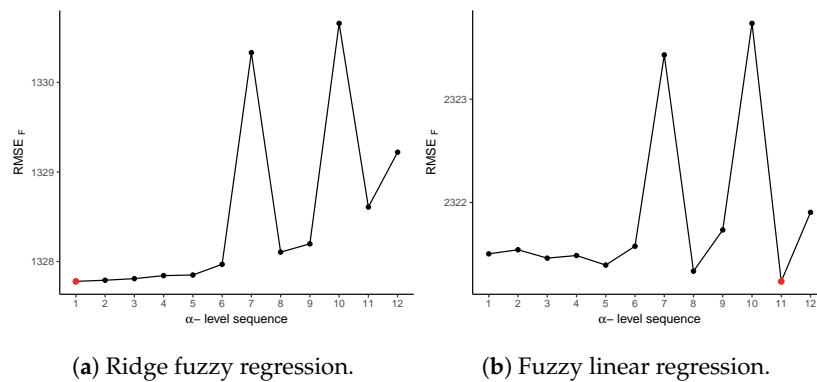 1330
1329
1328
RMSE F
1 2 3 4 5 6 7 8 9 10 11 12
α− level sequence
(a) Ridge fuzzy regression.
2323
2322
RMSE F
1 2 3 4 5 6 7 8 9 10 11 12
α− level sequence
(b) Fuzzy linear regression.